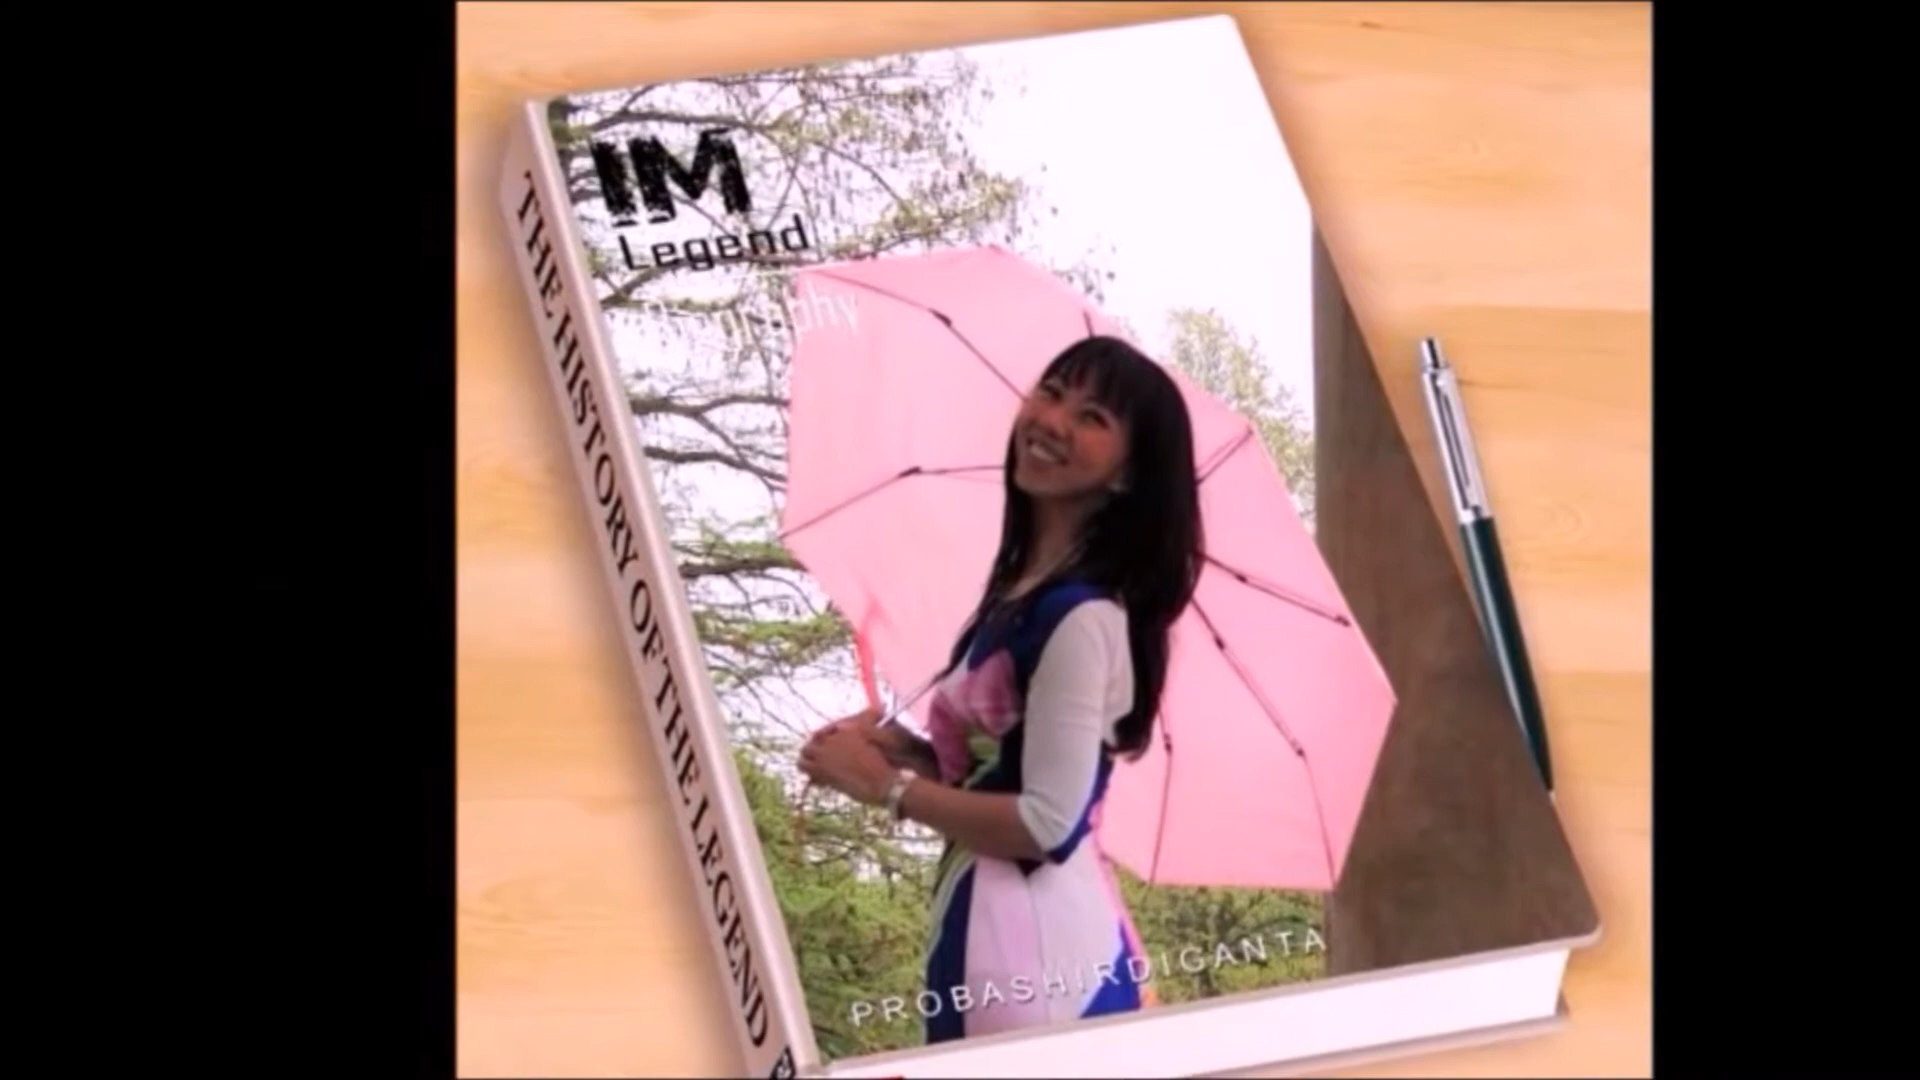 IM
Legend
THE HISTORY OF THE LEGEND
PROBASHIRDIGANTA